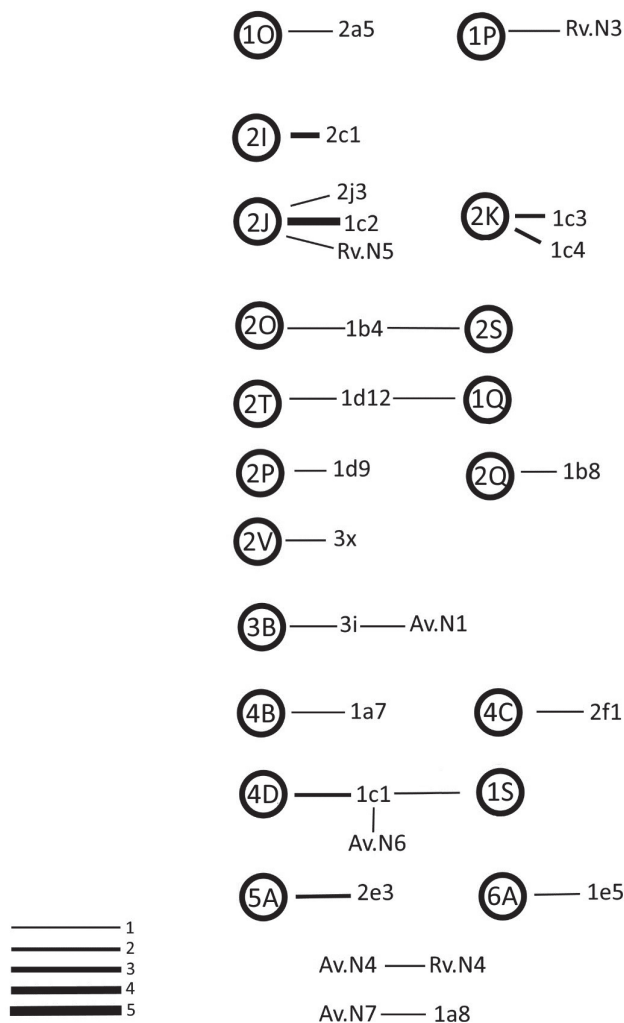 1O 2a5 1P Rv.N3
2I 2c1
2J 2j3 1c2 Rv.N5
2K 1c3 1c4
2O 1b4 2S
2T 1d12 1Q
2P 1d9 2Q 1b8
2V 3x
3B 3i Av.N1
4B 1a7 4C 2f1
4D 1c1 1S
Av.N6
5A 2e3 6A 1e5
1
2
3
4
5
Av.N4 Rv.N4
Av.N7 1a8